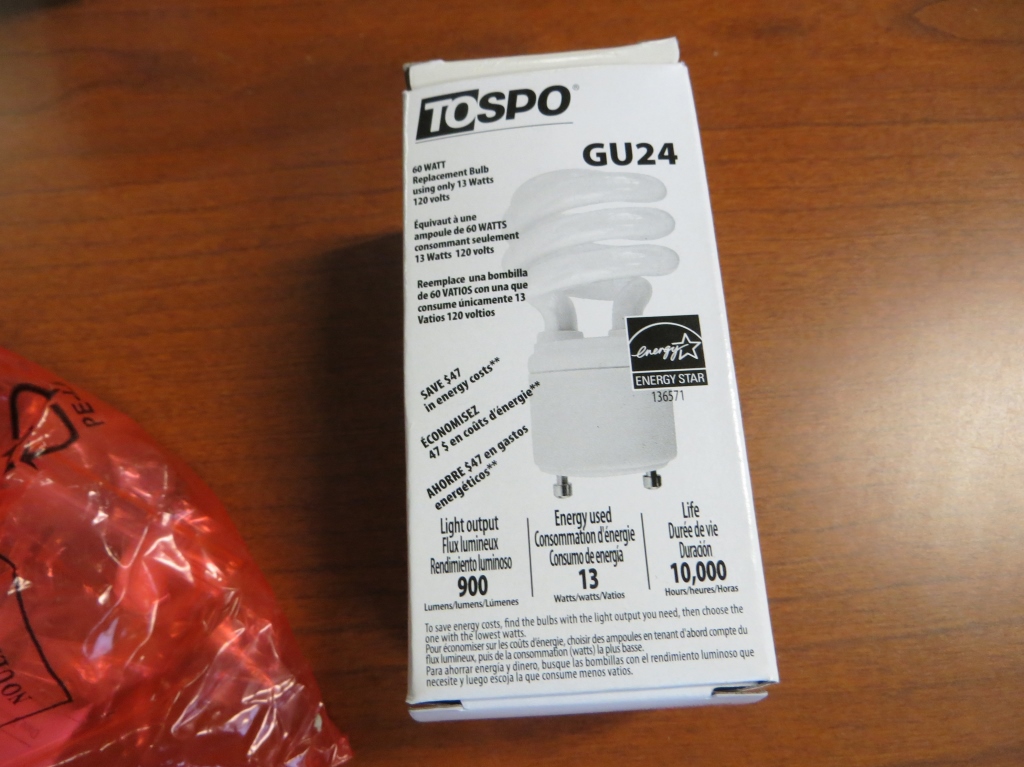 TOSPO®
GU24
60 WATT
Replacement Bulb
using only 13 Watts
120 volts
Équivaut à une
ampoule de 60 WATTS
consommant seulement
13 Watts 120 volts
Reemplace una bombilla
de 60 VATIOS con una que
consume únicamente 13
Vatios 120 voltios
energy
ENERGY STAR
136571
SAVE $47
in energy costs**
ÉCONOMISEZ
47 $ en coûts d'énergie**
AHORRE $47 en gastos
energéticos**
Light output
Flux lumineux
Rendimiento luminoso
900
Lumens/lumens/Lúmenes
Energy used
Consommation d'énergie
Consumo de energía
13
Watts/watts/Vatios
Life
Durée de vie
Duración
10,000
Hours/heures/Horas
To save energy costs, find the bulbs with the light output you need, then choose the
one with the lowest watts.
Pour économiser les coûts d'énergie, choisir des ampoules en tenant d'abord compte du
flux lumineux, puis de la consommation (watts) la plus basse.
Para ahorrar energía y dinero, busque las bombillas con el rendimiento luminoso que
necesite y luego escoja la que consume menos vatios.